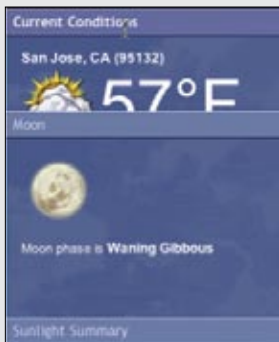 Current Conditions
San Jose, CA (95132)
57°F
Moon
Moon phase is Waning Gibbous
Sunlight Summary